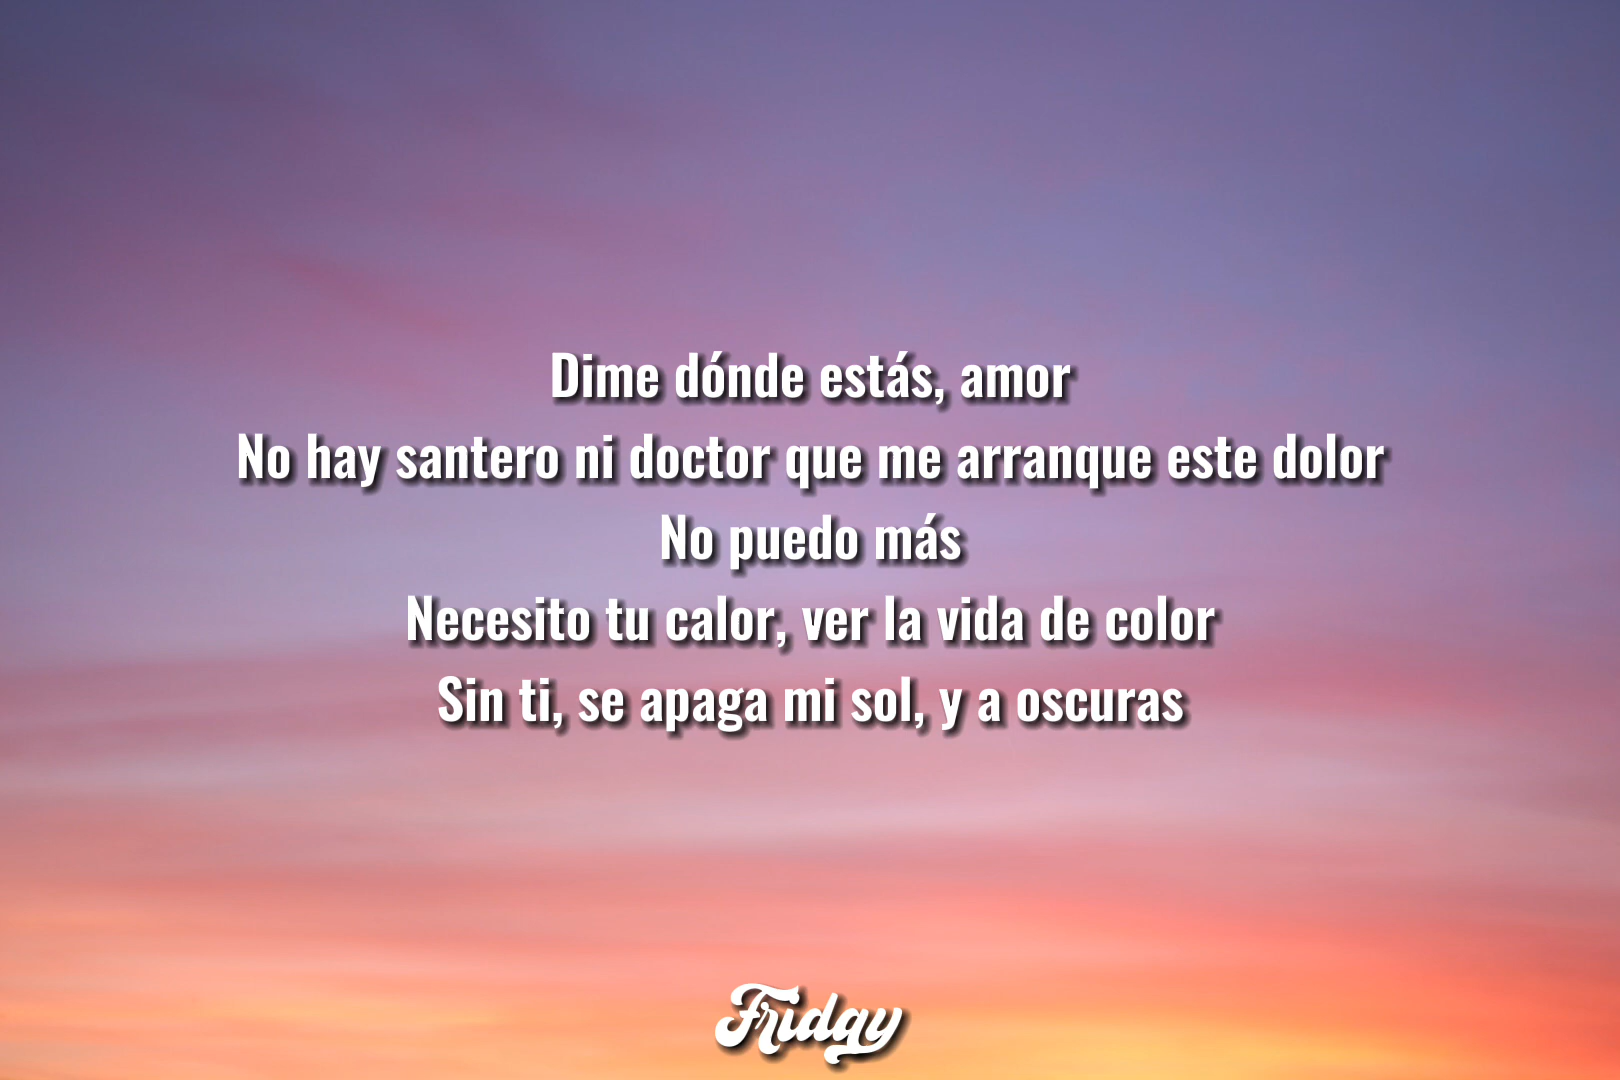 Dime dónde estás, amor
No hay santero ni doctor que me arranque este dolor
No puedo más
Necesito tu calor, ver la vida de color
Sin ti, se apaga mi sol, y a oscuras
Friday